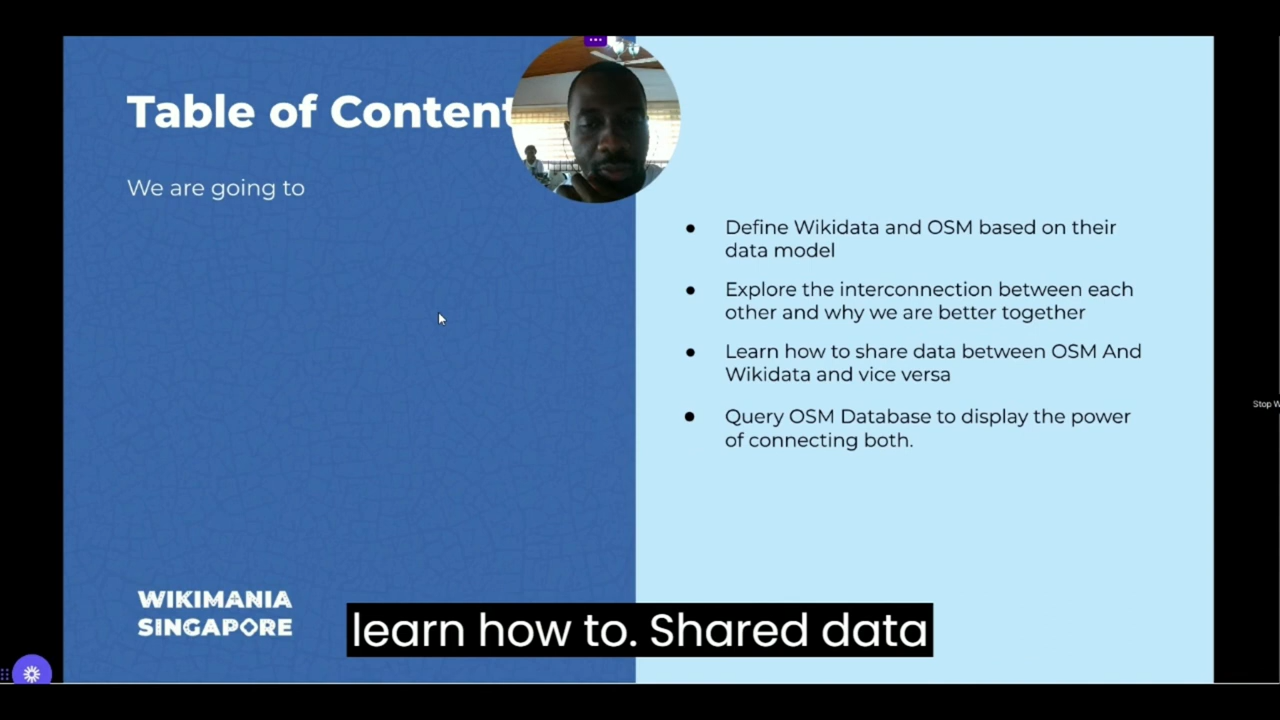 Table of Content
We are going to
● Define Wikidata and OSM based on their
data model
● Explore the interconnection between each
other and why we are better together
● Learn how to share data between OSM And
Wikidata and vice versa
● Query OSM Database to display the power
of connecting both.
Stop W
WIKIMANIA
SINGAPORE
learn how to. Shared data